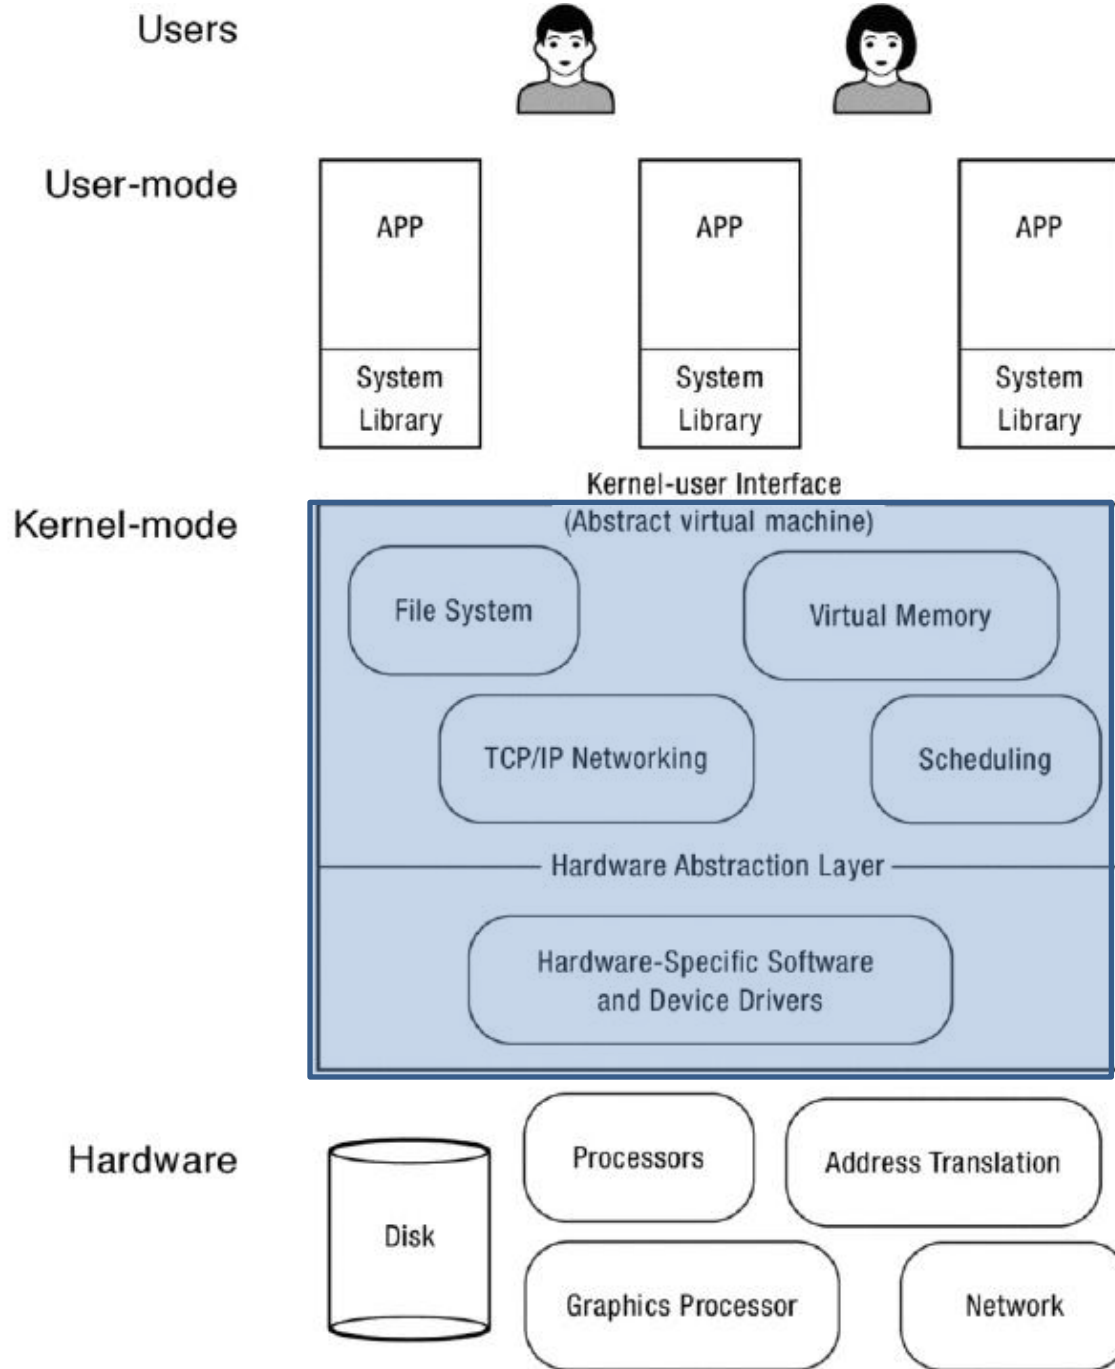 Users
User-mode
APP
APP
APP
System
Library
System
Library
System
Library
Kernel-user Interface
Kernel-mode
(Abstract virtual machine)
File System
Virtual Memory
TCP/IP Networking
Scheduling
Hardware Abstraction Layer
Hardware-Specific Software
and Device Drivers
Hardware
Processors
Address Translation
Disk
Graphics Processor
Network